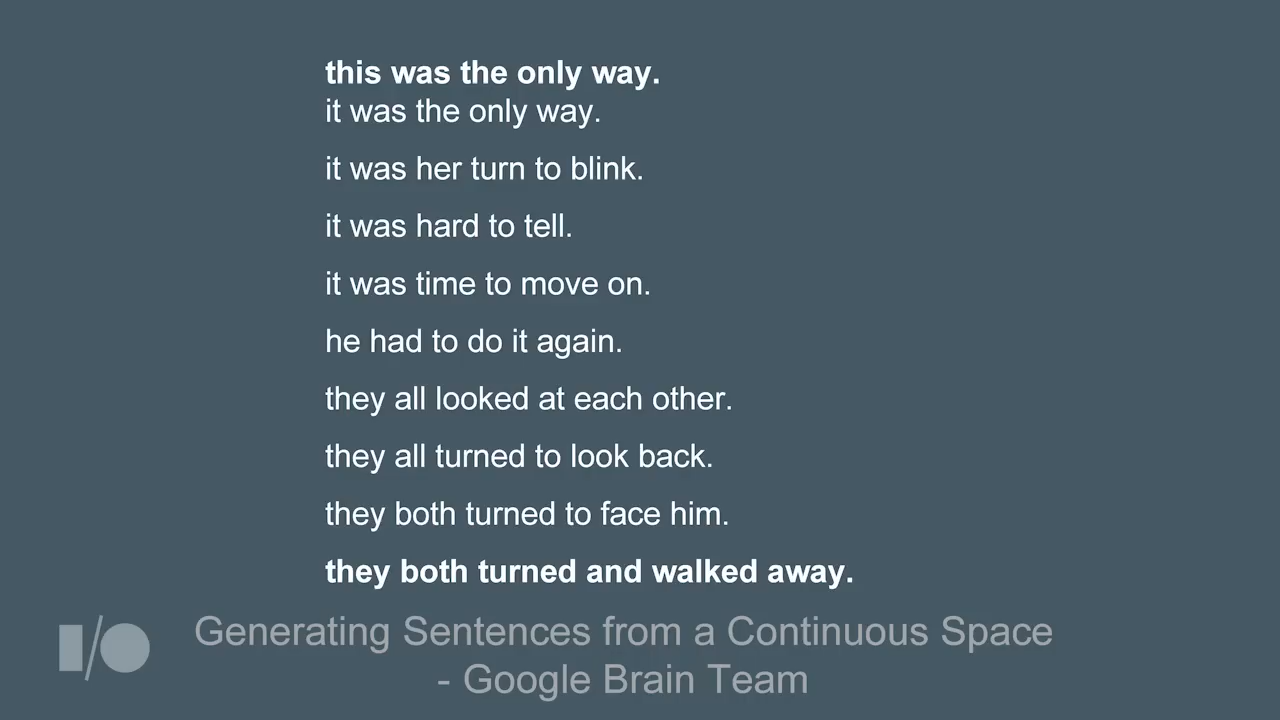 this was the only way.
it was the only way.
it was her turn to blink.
it was hard to tell.
it was time to move on.
he had to do it again.
they all looked at each other.
they all turned to look back.
they both turned to face him.
they both turned and walked away.
I/O
Generating Sentences from a Continuous Space
- Google Brain Team